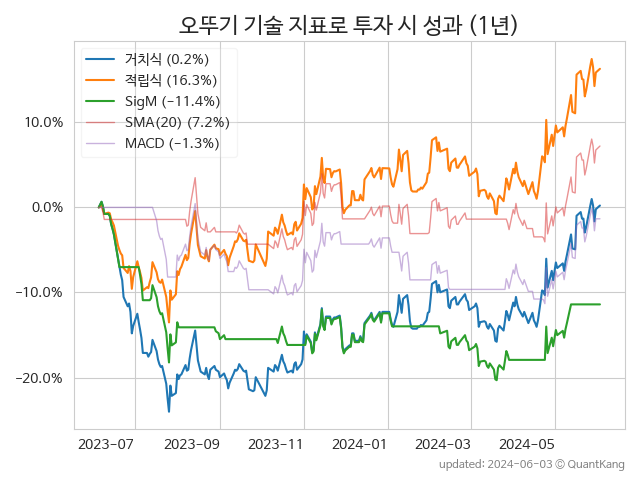 오뚜기 기술 지표로 투자 시 성과 (1년)
거치식 (0.2%)
적립식 (16.3%)
SigM (−11.4%)
SMA(20) (7.2%)
MACD (−1.3%)
10.0%
0.0%
−10.0%
−20.0%
2023-07 2023-09 2023-11 2024-01 2024-03 2024-05
updated: 2024-06-03 © QuantKang